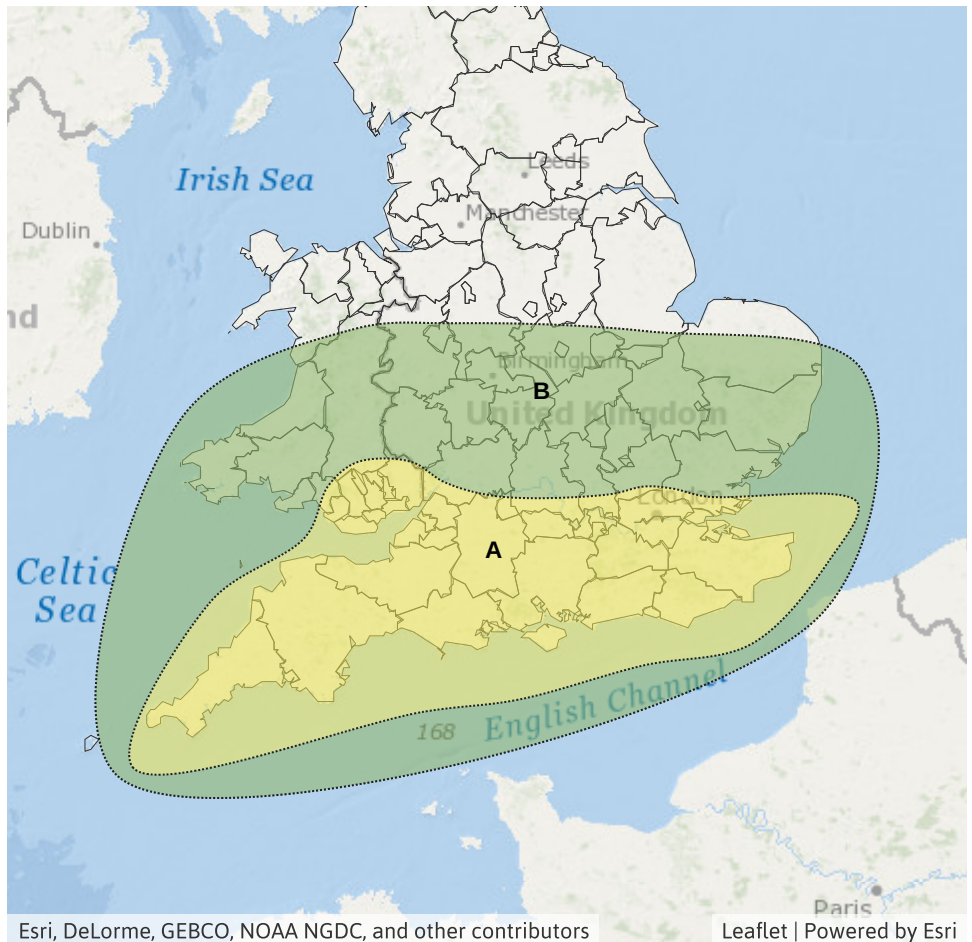 Leeds
Irish Sea
Manchester
Dublin
nd
Birmingham
B
United Kingdom
London
A
Celtic
Sea
English Channel
168
Paris
Esri, DeLorme, GEBCO, NOAA NGDC, and other contributors
Leaflet | Powered by Esri